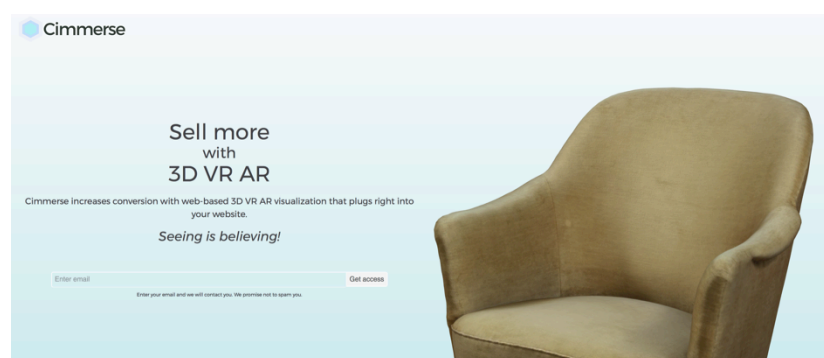 Cimmerse
Sell more
with
3D VR AR
Cimmerse increases conversion with web-based 3D VR AR visualization that plugs right into
your website.
Seeing is believing!
Enter email
Get access
Enter your email and we will contact you. We promise not to spam you.